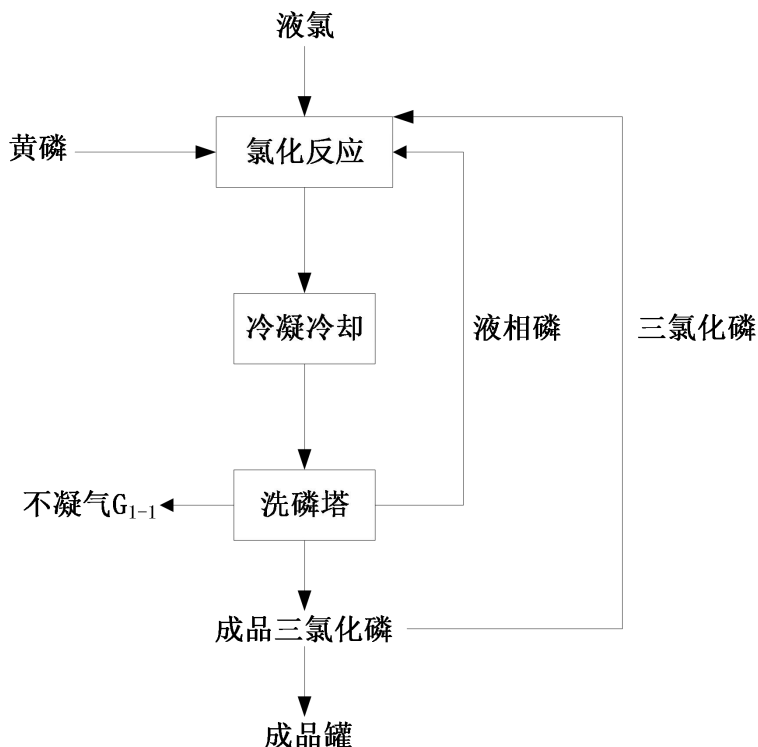 液氯
黄磷
氯化反应
冷凝冷却
液相磷
三氯化磷
不凝气G₁₋₁
洗磷塔
成品三氯化磷
成品罐